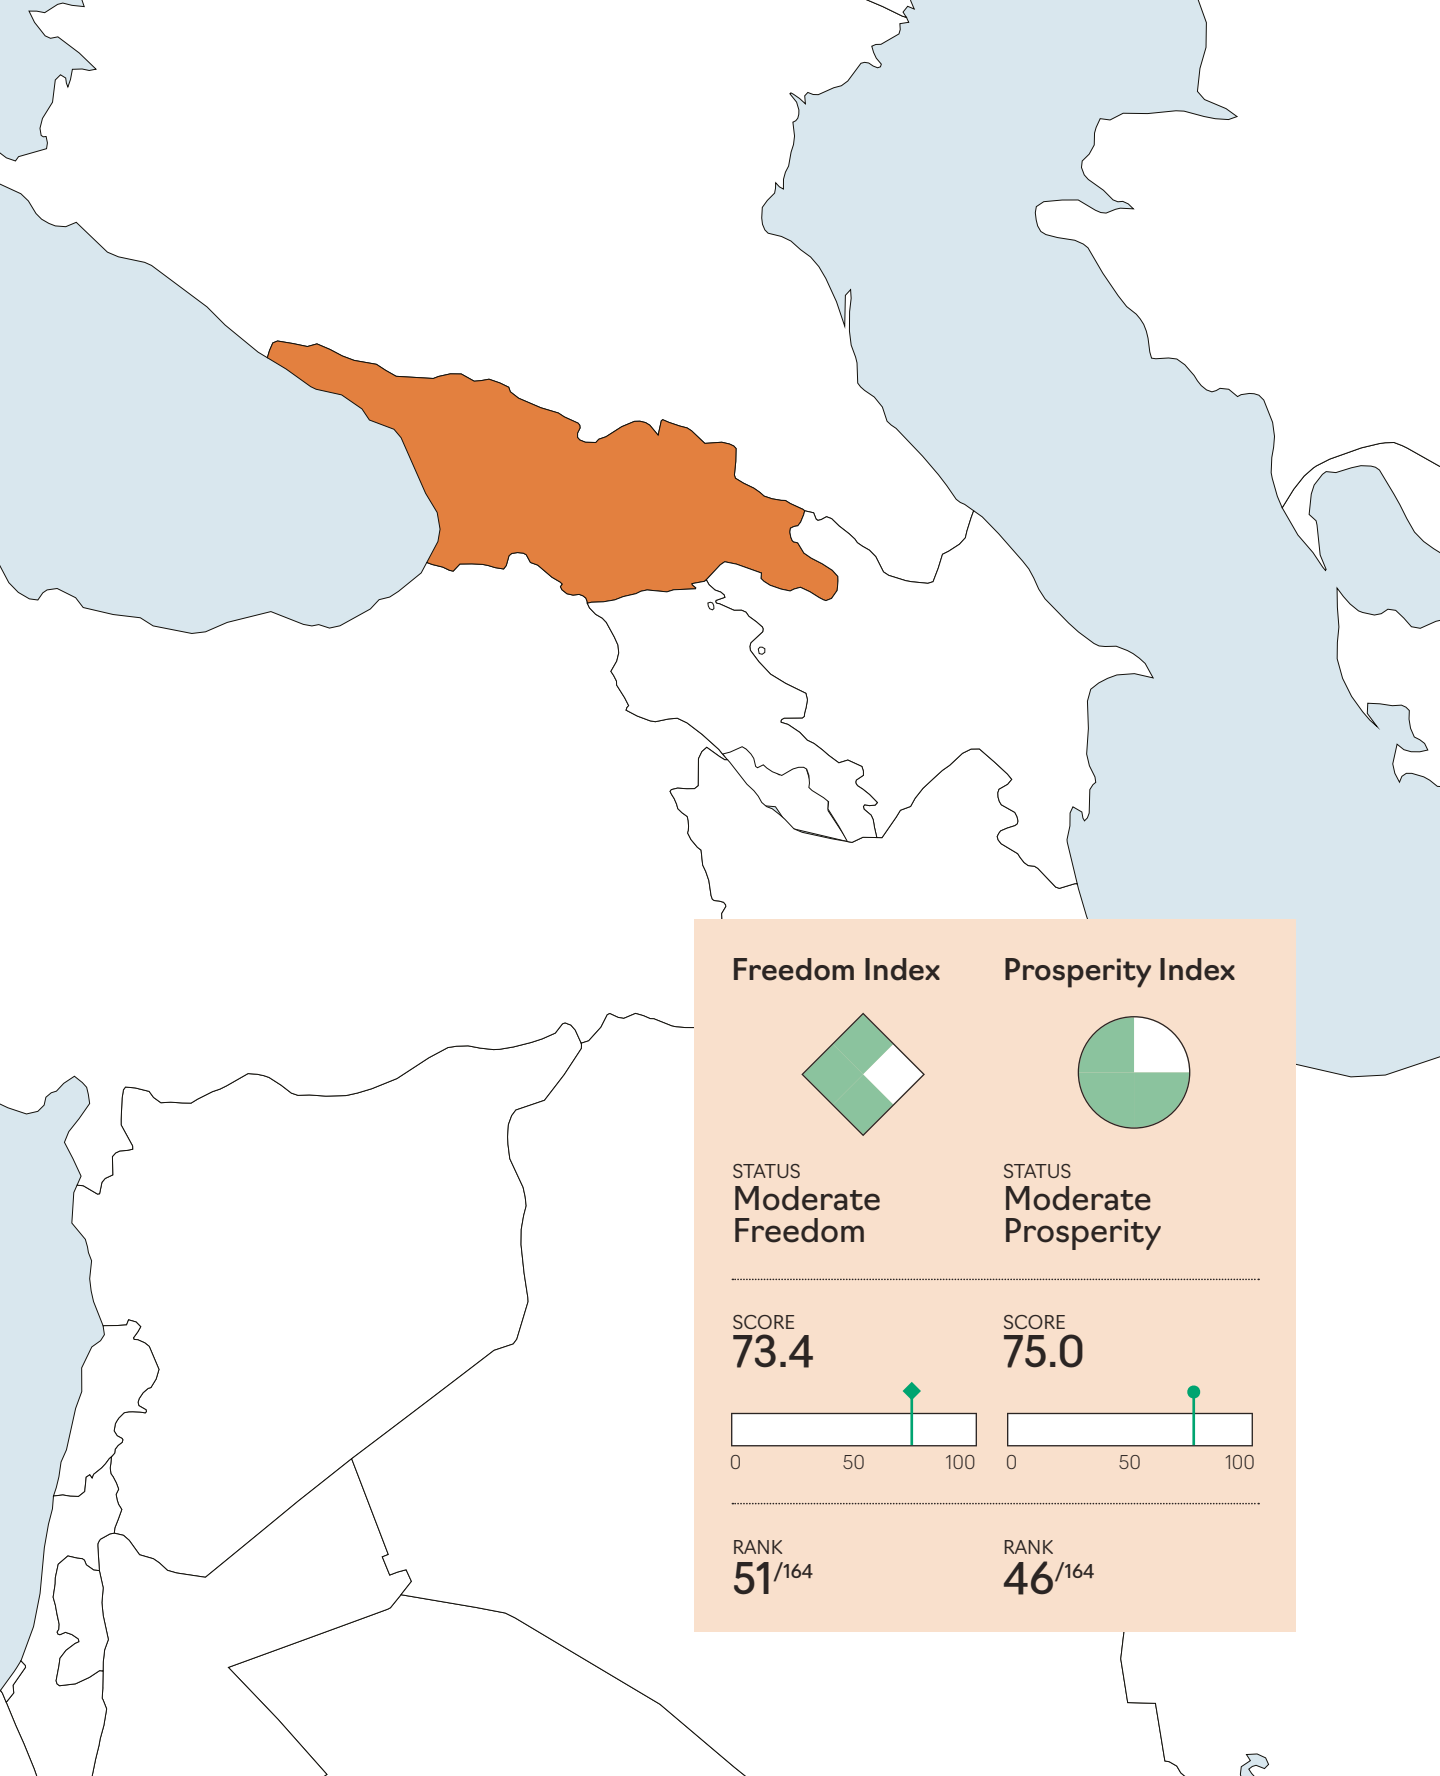 Freedom Index
Prosperity Index
STATUS
Moderate
Freedom
STATUS
Moderate
Prosperity
SCORE
73.4
SCORE
75.0
0 50 100
0 50 100
RANK
51/164
RANK
46/164